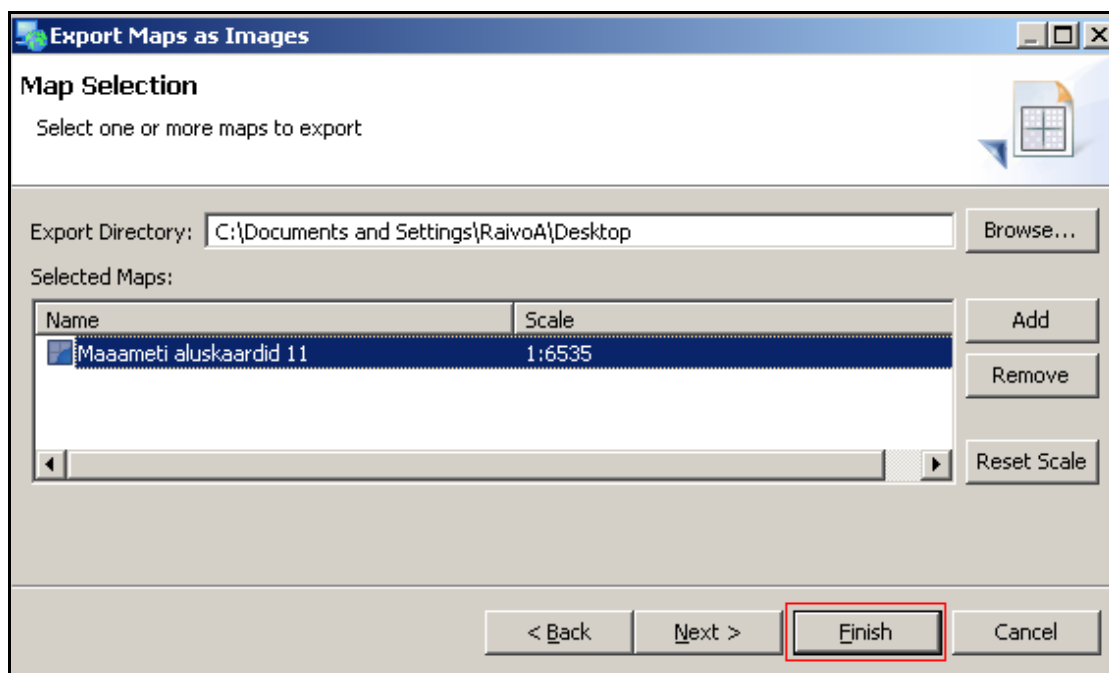 Export Maps as Images
Map Selection
Select one or more maps to export
Export Directory: C:\Documents and Settings\RaivoA\Desktop Browse...
Selected Maps:
Name Scale Add
Maaameti aluskaardid 11 1:6535
Remove
Reset Scale
< Back Next > Finish Cancel